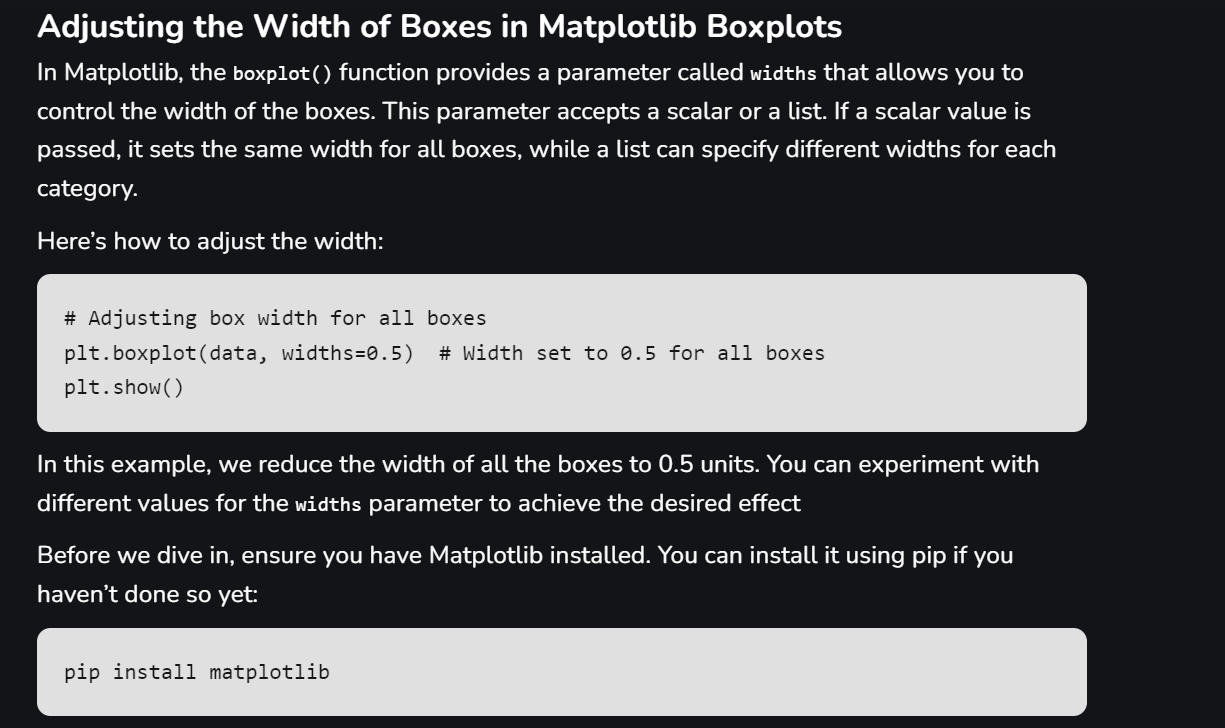 Adjusting the Width of Boxes in Matplotlib Boxplots
In Matplotlib, the boxplot() function provides a parameter called widths that allows you to
control the width of the boxes. This parameter accepts a scalar or a list. If a scalar value is
passed, it sets the same width for all boxes, while a list can specify different widths for each
category.
Here’s how to adjust the width:
# Adjusting box width for all boxes
plt.boxplot(data, widths=0.5)  # Width set to 0.5 for all boxes
plt.show()
In this example, we reduce the width of all the boxes to 0.5 units. You can experiment with
different values for the widths parameter to achieve the desired effect
Before we dive in, ensure you have Matplotlib installed. You can install it using pip if you
haven’t done so yet:
pip install matplotlib